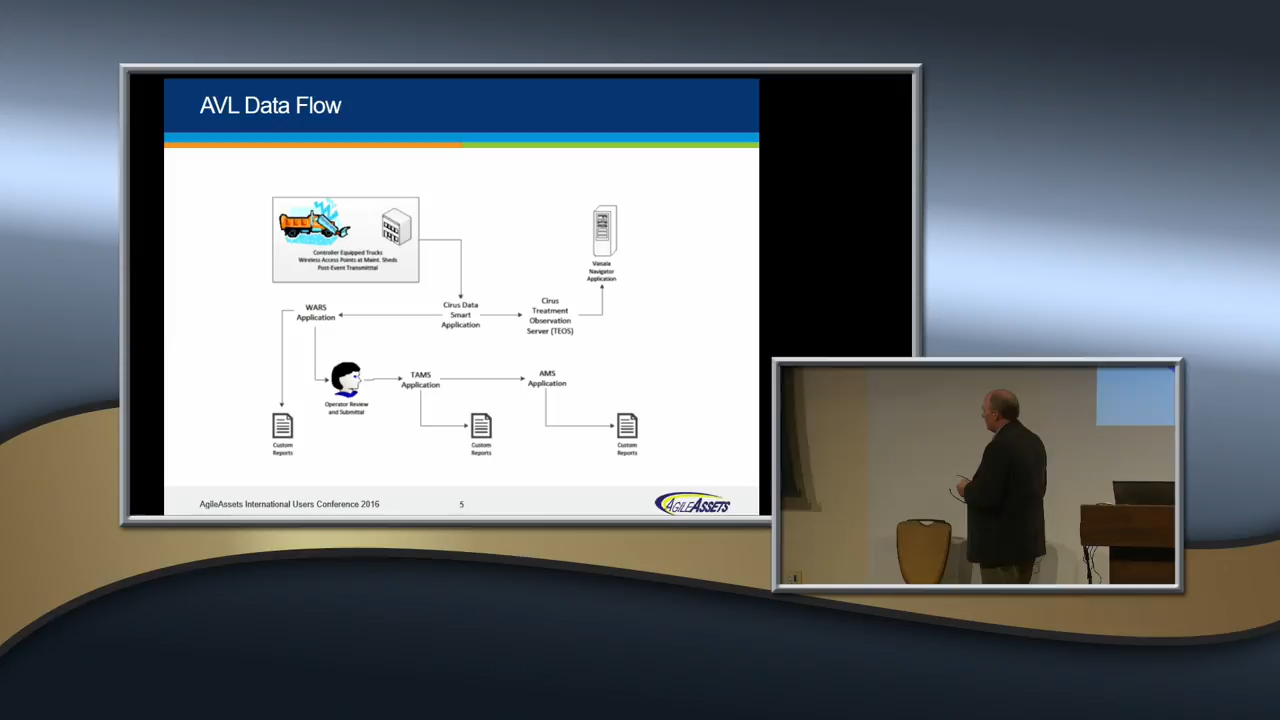 AVL Data Flow
Controller Equipped Trucks
Wireless Access Points at Maint. Sheds
Post-Event Transmitttal
Vaisala
Navigator
Application
WARS
Application
Cirus Data
Smart
Application
Cirus
Treatment
Observation
Server (TEOS)
Operator Review
and Submittal
TAMS
Application
AMS
Application
Custom
Reports
Custom
Reports
Custom
Reports
AgileAssets International Users Conference 2016
5
AGILEASSETS